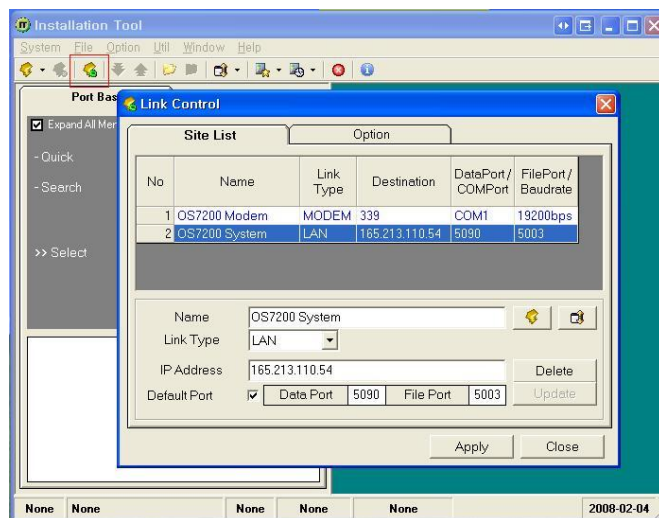 Installation Tool
System File Option Util Window Help
Port Bas
Expand All Mer
- Quick
- Search
>> Select
Link Control
Site List Option
No Name Link Type Destination DataPort/ COMPort FilePort/ Baudrate
1 OS7200 Modem MODEM 339 COM1 19200bps
2 OS7200 System LAN 165.213.110.54 5090 5003
Name OS7200 System
Link Type LAN
IP Address 165.213.110.54 Delete
Default Port Data Port 5090 File Port 5003 Update
Apply Close
None None None None None 2008-02-04